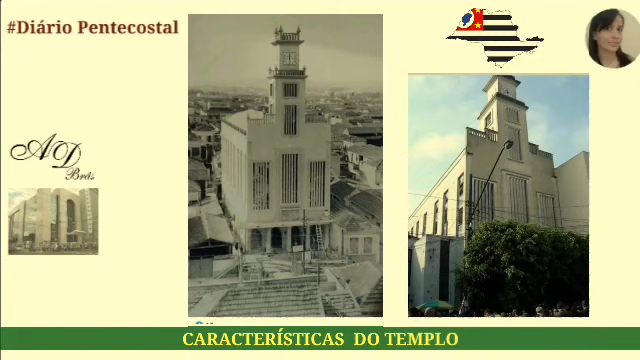 #Diário Pentecostal
AD
Brás
CARACTERÍSTICAS DO TEMPLO